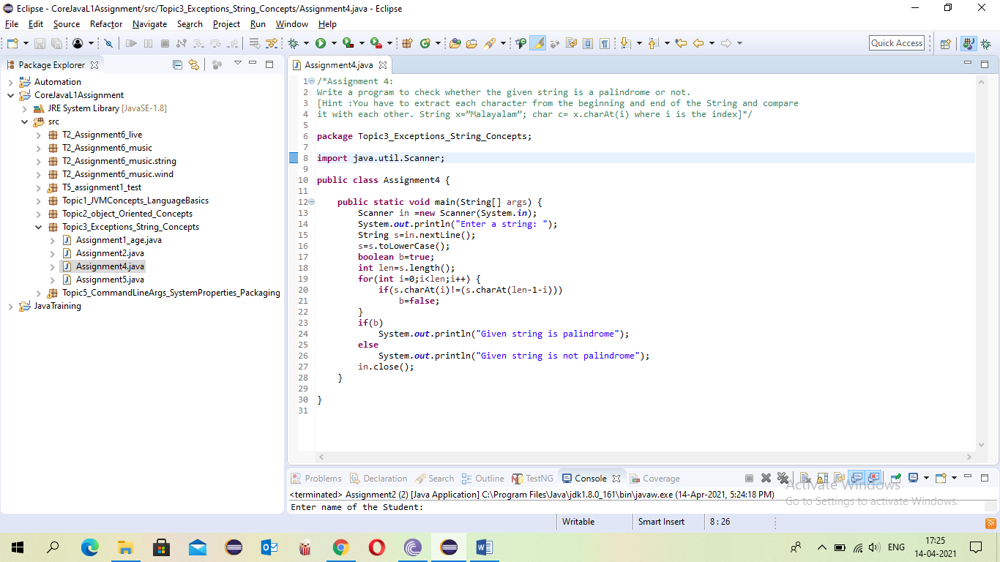 Eclipse - CoreJavaL1Assignment/src/Topic3_Exceptions_String_Concepts/Assignment4.java - Eclipse
File Edit Source Refactor Navigate Search Project Run Window Help
Quick Access
Package Explorer
Automation
CoreJavaL1Assignment
JRE System Library [JavaSE-1.8]
src
T2_Assignment6_live
T2_Assignment6_music
T2_Assignment6_music.string
T2_Assignment6_music.wind
T5_assignment1_test
Topic1_JVMConcepts_LanguageBasics
Topic2_object_Oriented_Concepts
Topic3_Exceptions_String_Concepts
Assignment1_age.java
Assignment2.java
Assignment4.java
Assignment5.java
Topic5_CommandLineArgs_SystemProperties_Packaging
JavaTraining
Assignment4.java
1 /*Assignment 4:
2 Write a program to check whether the given string is a palindrome or not.
3 [Hint :You have to extract each character from the beginning and end of the String and compare
4 it with each other. String x=”Malayalam”; char c= x.charAt(i) where i is the index]*/
5
6 package Topic3_Exceptions_String_Concepts;
7
8 import java.util.Scanner;
9
10 public class Assignment4 {
11
12 public static void main(String[] args) {
13 Scanner in =new Scanner(System.in);
14 System.out.println("Enter a string: ");
15 String s=in.nextLine();
16 s=s.toLowerCase();
17 boolean b=true;
18 int len=s.length();
19 for(int i=0;i<len;i++) {
20 if(s.charAt(i)!=(s.charAt(len-1-i)))
21 b=false;
22 }
23 if(b)
24 System.out.println("Given string is palindrome");
25 else
26 System.out.println("Given string is not palindrome");
27 in.close();
28 }
29
30 }
31
Problems Declaration Search Outline TestNG Console Coverage
<terminated> Assignment2 (2) [Java Application] C:\Program Files\Java\jdk1.8.0_161\bin\javaw.exe (14-Apr-2021, 5:24:18 PM)
Enter name of the Student:
Activate Windows
Go to Settings to activate Windows.
Writable Smart Insert 8 : 26
ENG 17:25
14-04-2021